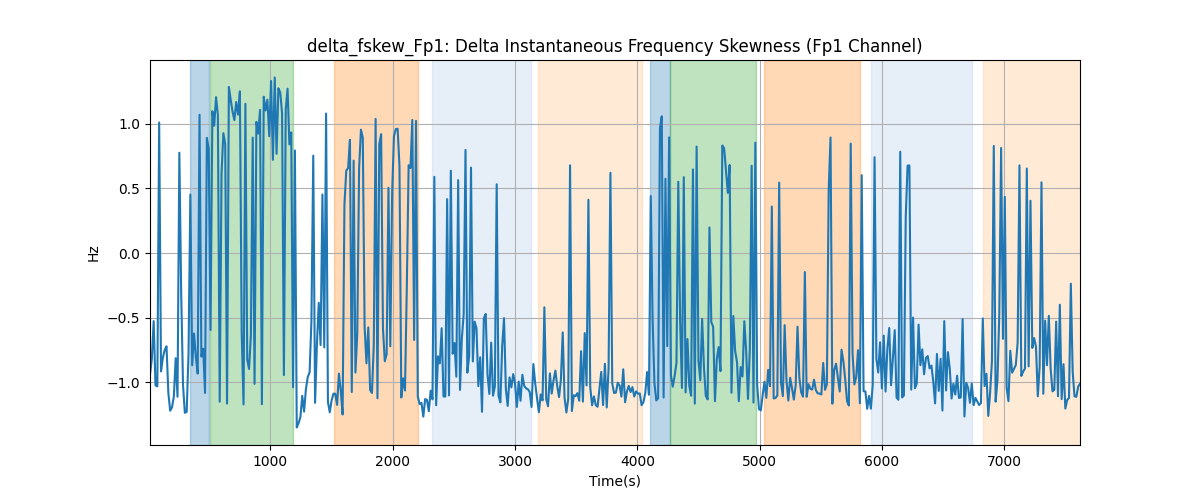 delta_fskew_Fp1: Delta Instantaneous Frequency Skewness (Fp1 Channel)
1.0
0.5
0.0
−0.5
−1.0
Hz
1000 2000 3000 4000 5000 6000 7000
Time(s)